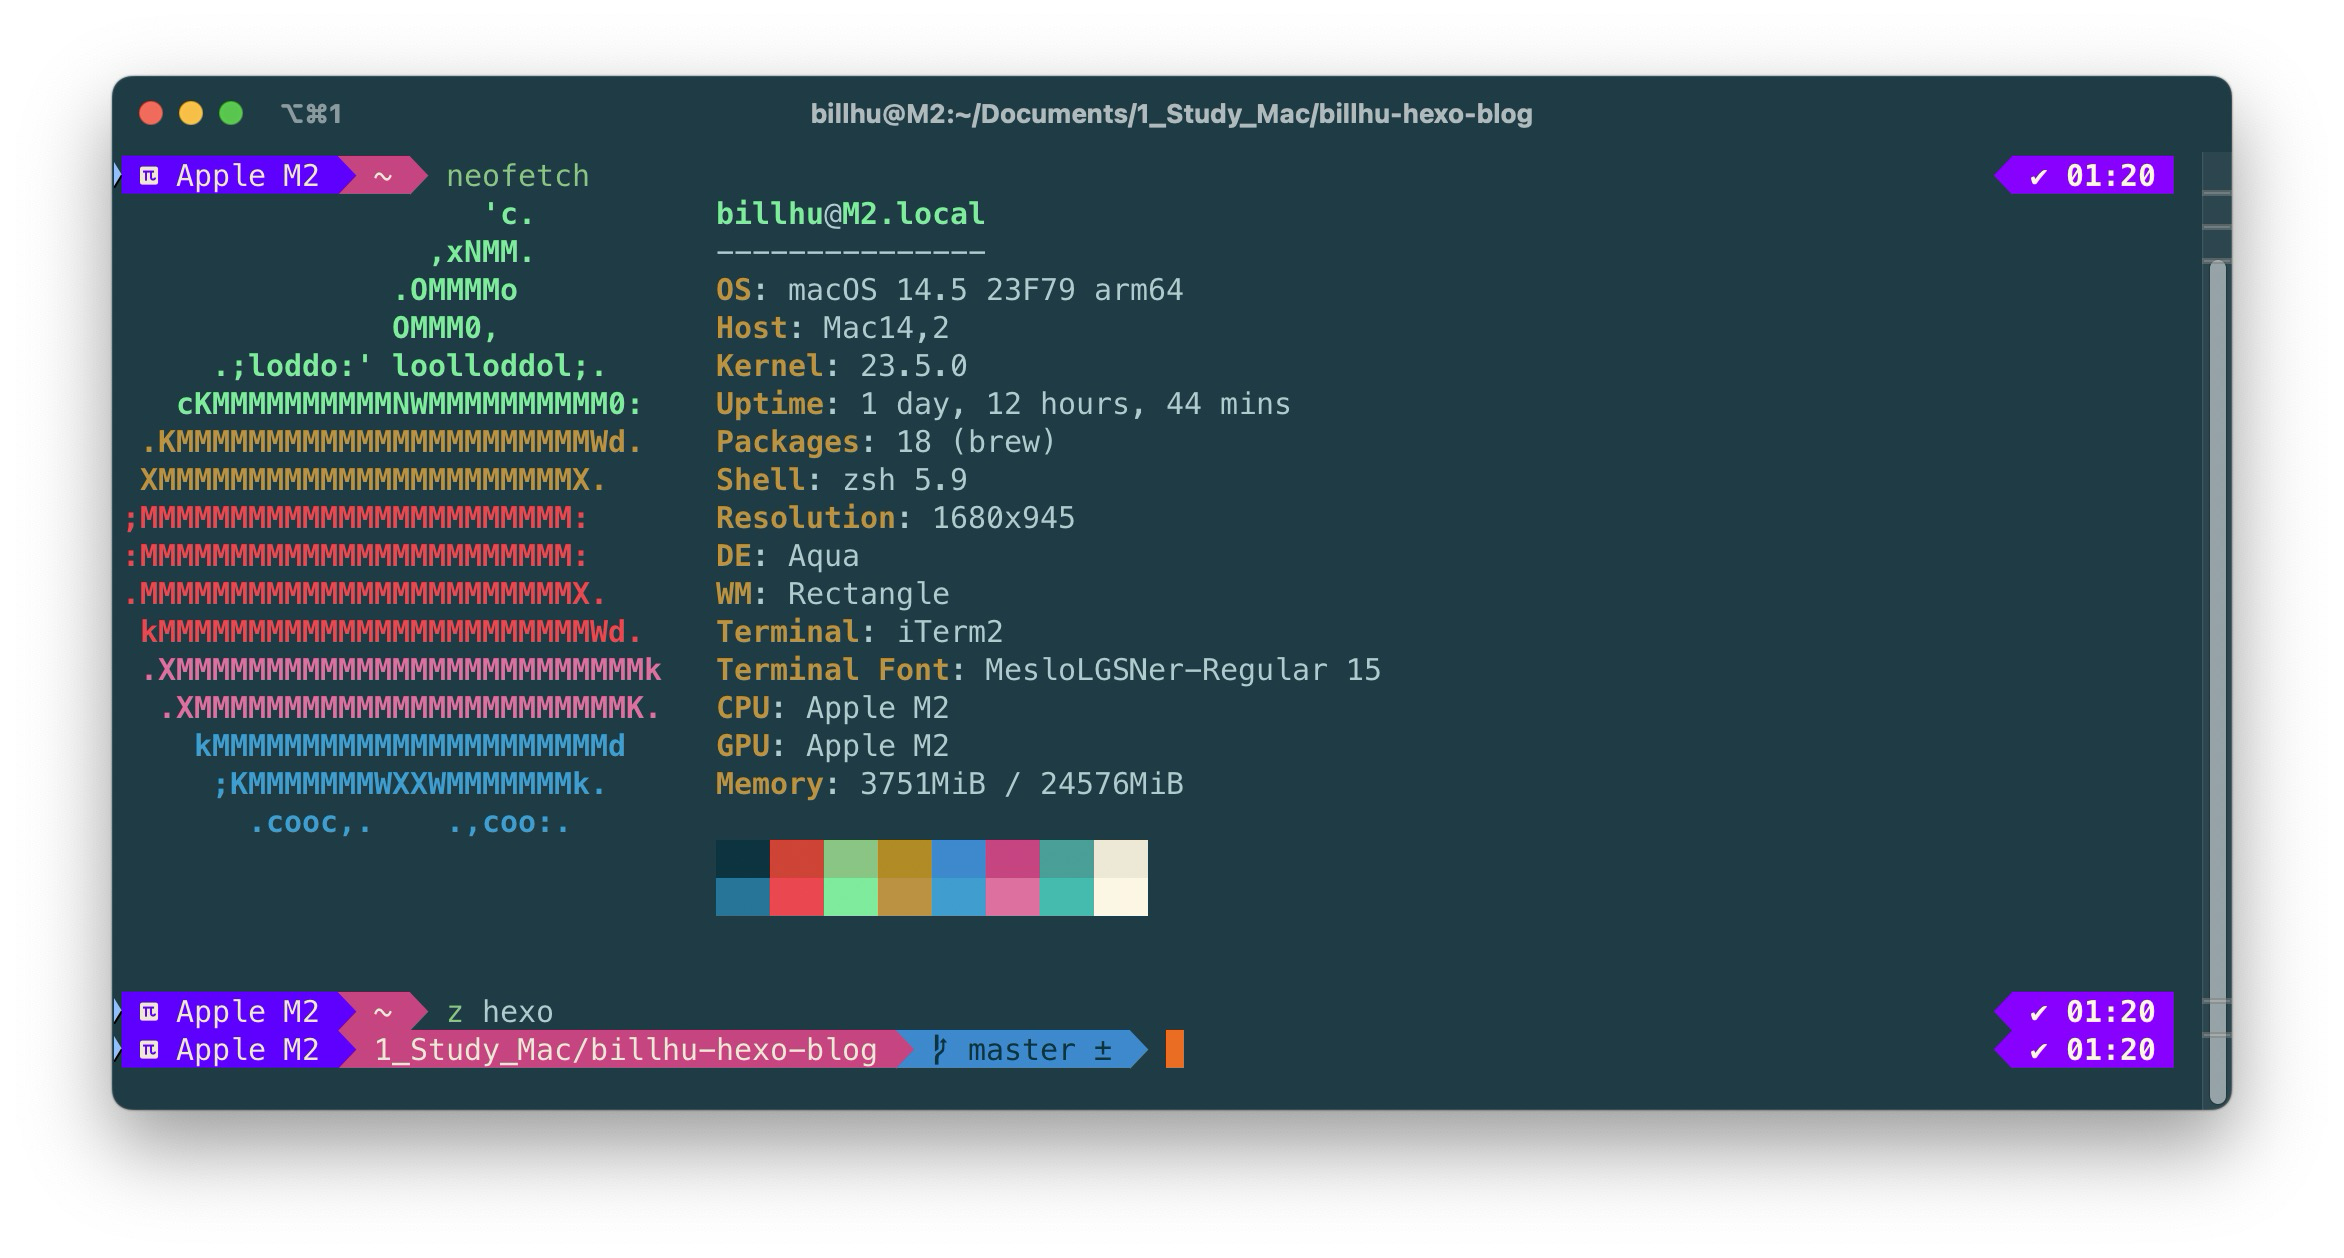 ⌥⌘1 billhu@M2:~/Documents/1_Study_Mac/billhu-hexo-blog
Apple M2 ~ neofetch ✔ 01:20
'c. billhu@M2.local
,xNMM. ---------------
.OMMMMo OS: macOS 14.5 23F79 arm64
OMMM0, Host: Mac14,2
.;loddo:' loolloddol;. Kernel: 23.5.0
cKMMMMMMMMMMNWMMMMMMMMMM0: Uptime: 1 day, 12 hours, 44 mins
.KMMMMMMMMMMMMMMMMMMMMMMMWd. Packages: 18 (brew)
XMMMMMMMMMMMMMMMMMMMMMMMX. Shell: zsh 5.9
;MMMMMMMMMMMMMMMMMMMMMMMM: Resolution: 1680x945
:MMMMMMMMMMMMMMMMMMMMMMMM: DE: Aqua
.MMMMMMMMMMMMMMMMMMMMMMMMX. WM: Rectangle
kMMMMMMMMMMMMMMMMMMMMMMMMWd. Terminal: iTerm2
.XMMMMMMMMMMMMMMMMMMMMMMMMMMk Terminal Font: MesloLGSNer-Regular 15
.XMMMMMMMMMMMMMMMMMMMMMMMMK. CPU: Apple M2
kMMMMMMMMMMMMMMMMMMMMMMd GPU: Apple M2
;KMMMMMMMWXXWMMMMMMMk. Memory: 3751MiB / 24576MiB
.cooc,. .,coo:.
Apple M2 ~ z hexo ✔ 01:20
Apple M2 1_Study_Mac/billhu-hexo-blog master ± ✔ 01:20